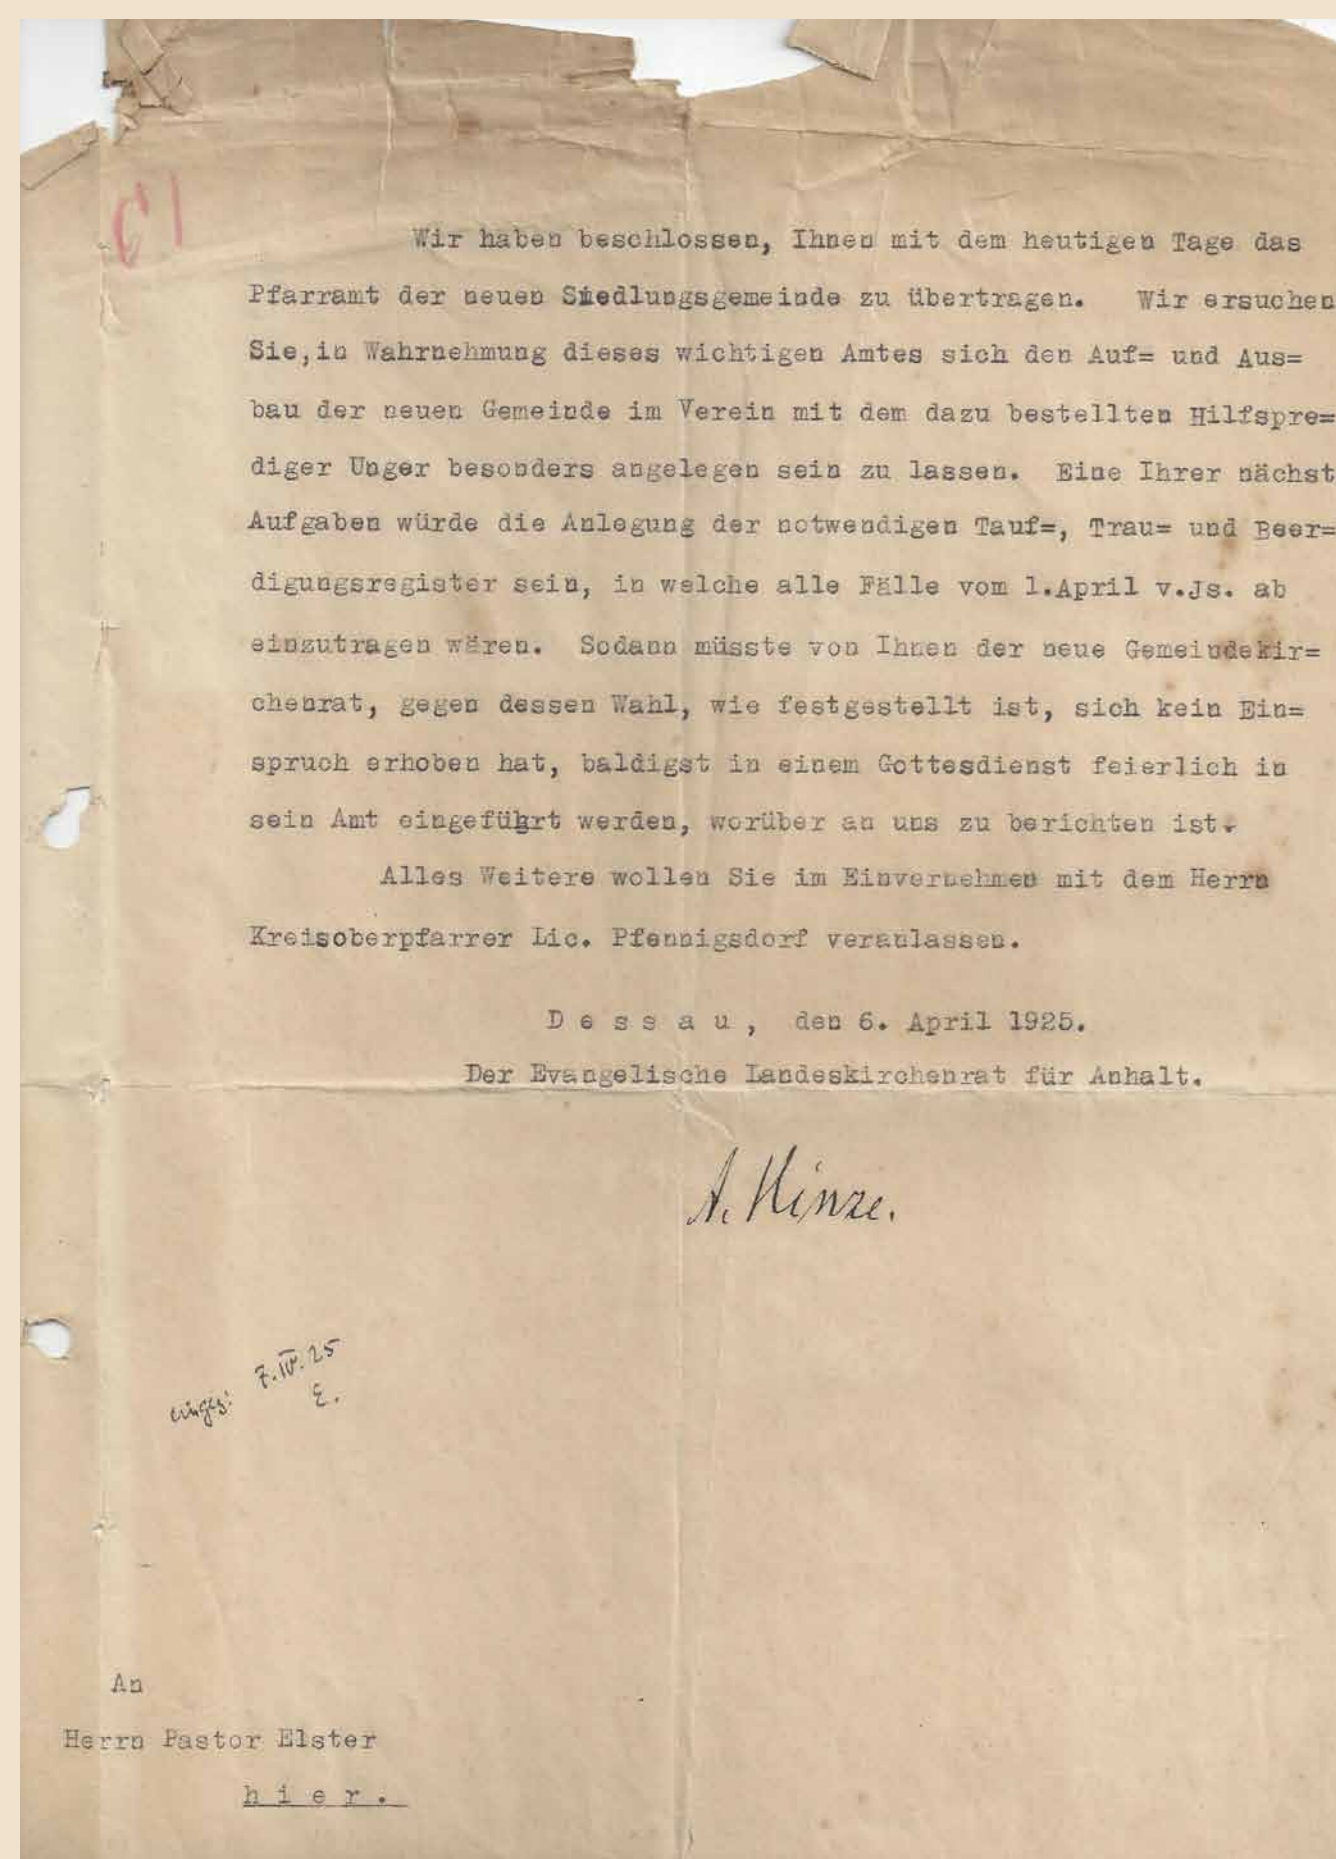 Wir haben beschlossen, Ihnen mit dem heutigen Tage das
Pfarramt der neuen Siedlungsgemeinde zu übertragen. Wir ersuchen
Sie, in Wahrnehmung dieses wichtigen Amtes sich den Auf= und Aus=
bau der neuen Gemeinde im Verein mit dem dazu bestellten Hilfspre=
diger Unger besonders angelegen sein zu lassen. Eine Ihrer nächst
Aufgaben würde die Anlegung der notwendigen Tauf=, Trau= und Beer=
digungsregister sein, in welche alle Fälle vom 1.April v.Js. ab
einzutragen wären. Sodann müsste von Ihnen der neue Gemeindekir=
chenrat, gegen dessen Wahl, wie festgestellt ist, sich kein Ein=
spruch erhoben hat, baldigst in einem Gottesdienst feierlich in
sein Amt eingeführt werden, worüber an uns zu berichten ist.
Alles Weitere wollen Sie im Einvernehmen mit dem Herrn
Kreisoberpfarrer Lic. Pfennigsdorf veranlassen.
D e s s a u , den 6. April 1925.
Der Evangelische Landeskirchenrat für Anhalt.
A. Hinze.
7.IV.25
E.
An
Herrn Pastor Elster
h i e r .